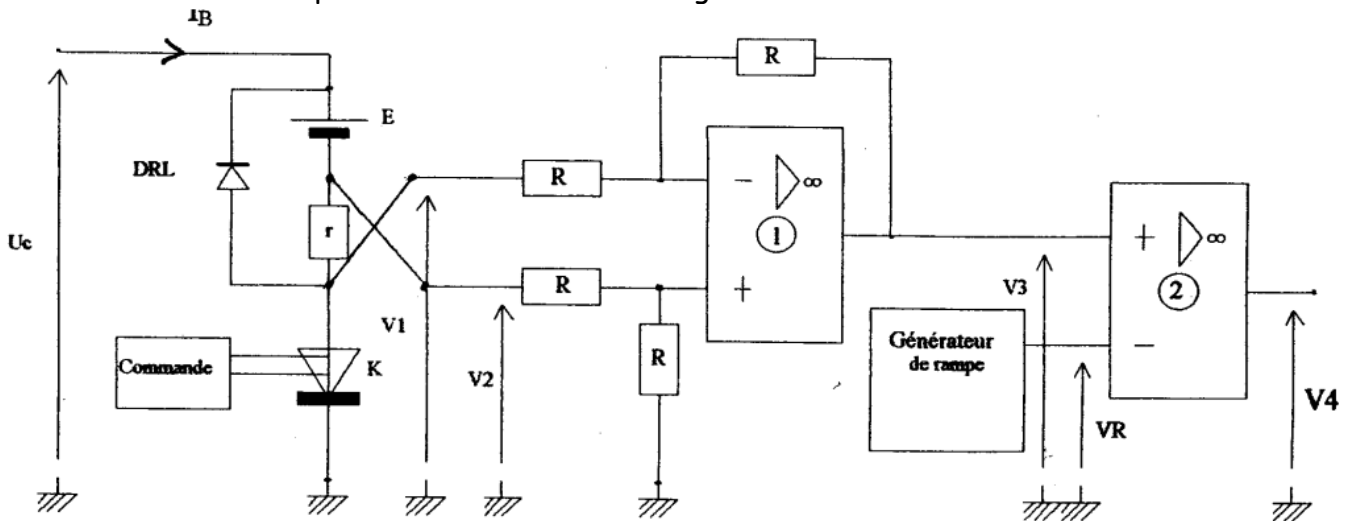 IB
R
E
DRL
R
−
∞
1
+
∞
2
Uc
r
R
+
V3
−
V1
Générateur
de rampe
Commande
K
V2
R
V4
VR